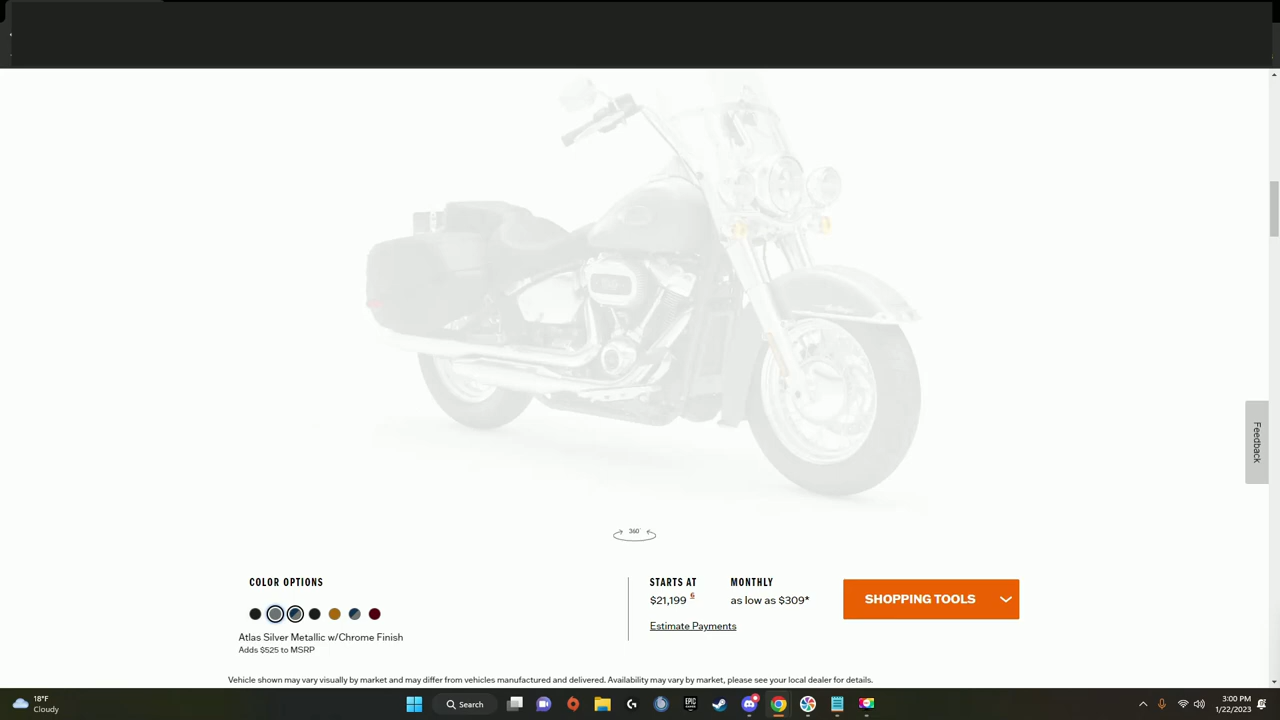 360°
COLOR OPTIONS
STARTS AT
MONTHLY
$21,199 6
as low as $309*
SHOPPING TOOLS
Estimate Payments
Atlas Silver Metallic w/Chrome Finish
Adds $525 to MSRP
Vehicle shown may vary visually by market and may differ from vehicles manufactured and delivered. Availability may vary by market, please see your local dealer for details.
Feedback
18°F
Cloudy
Search
EPIC
GAMES
3:00 PM
1/22/2023